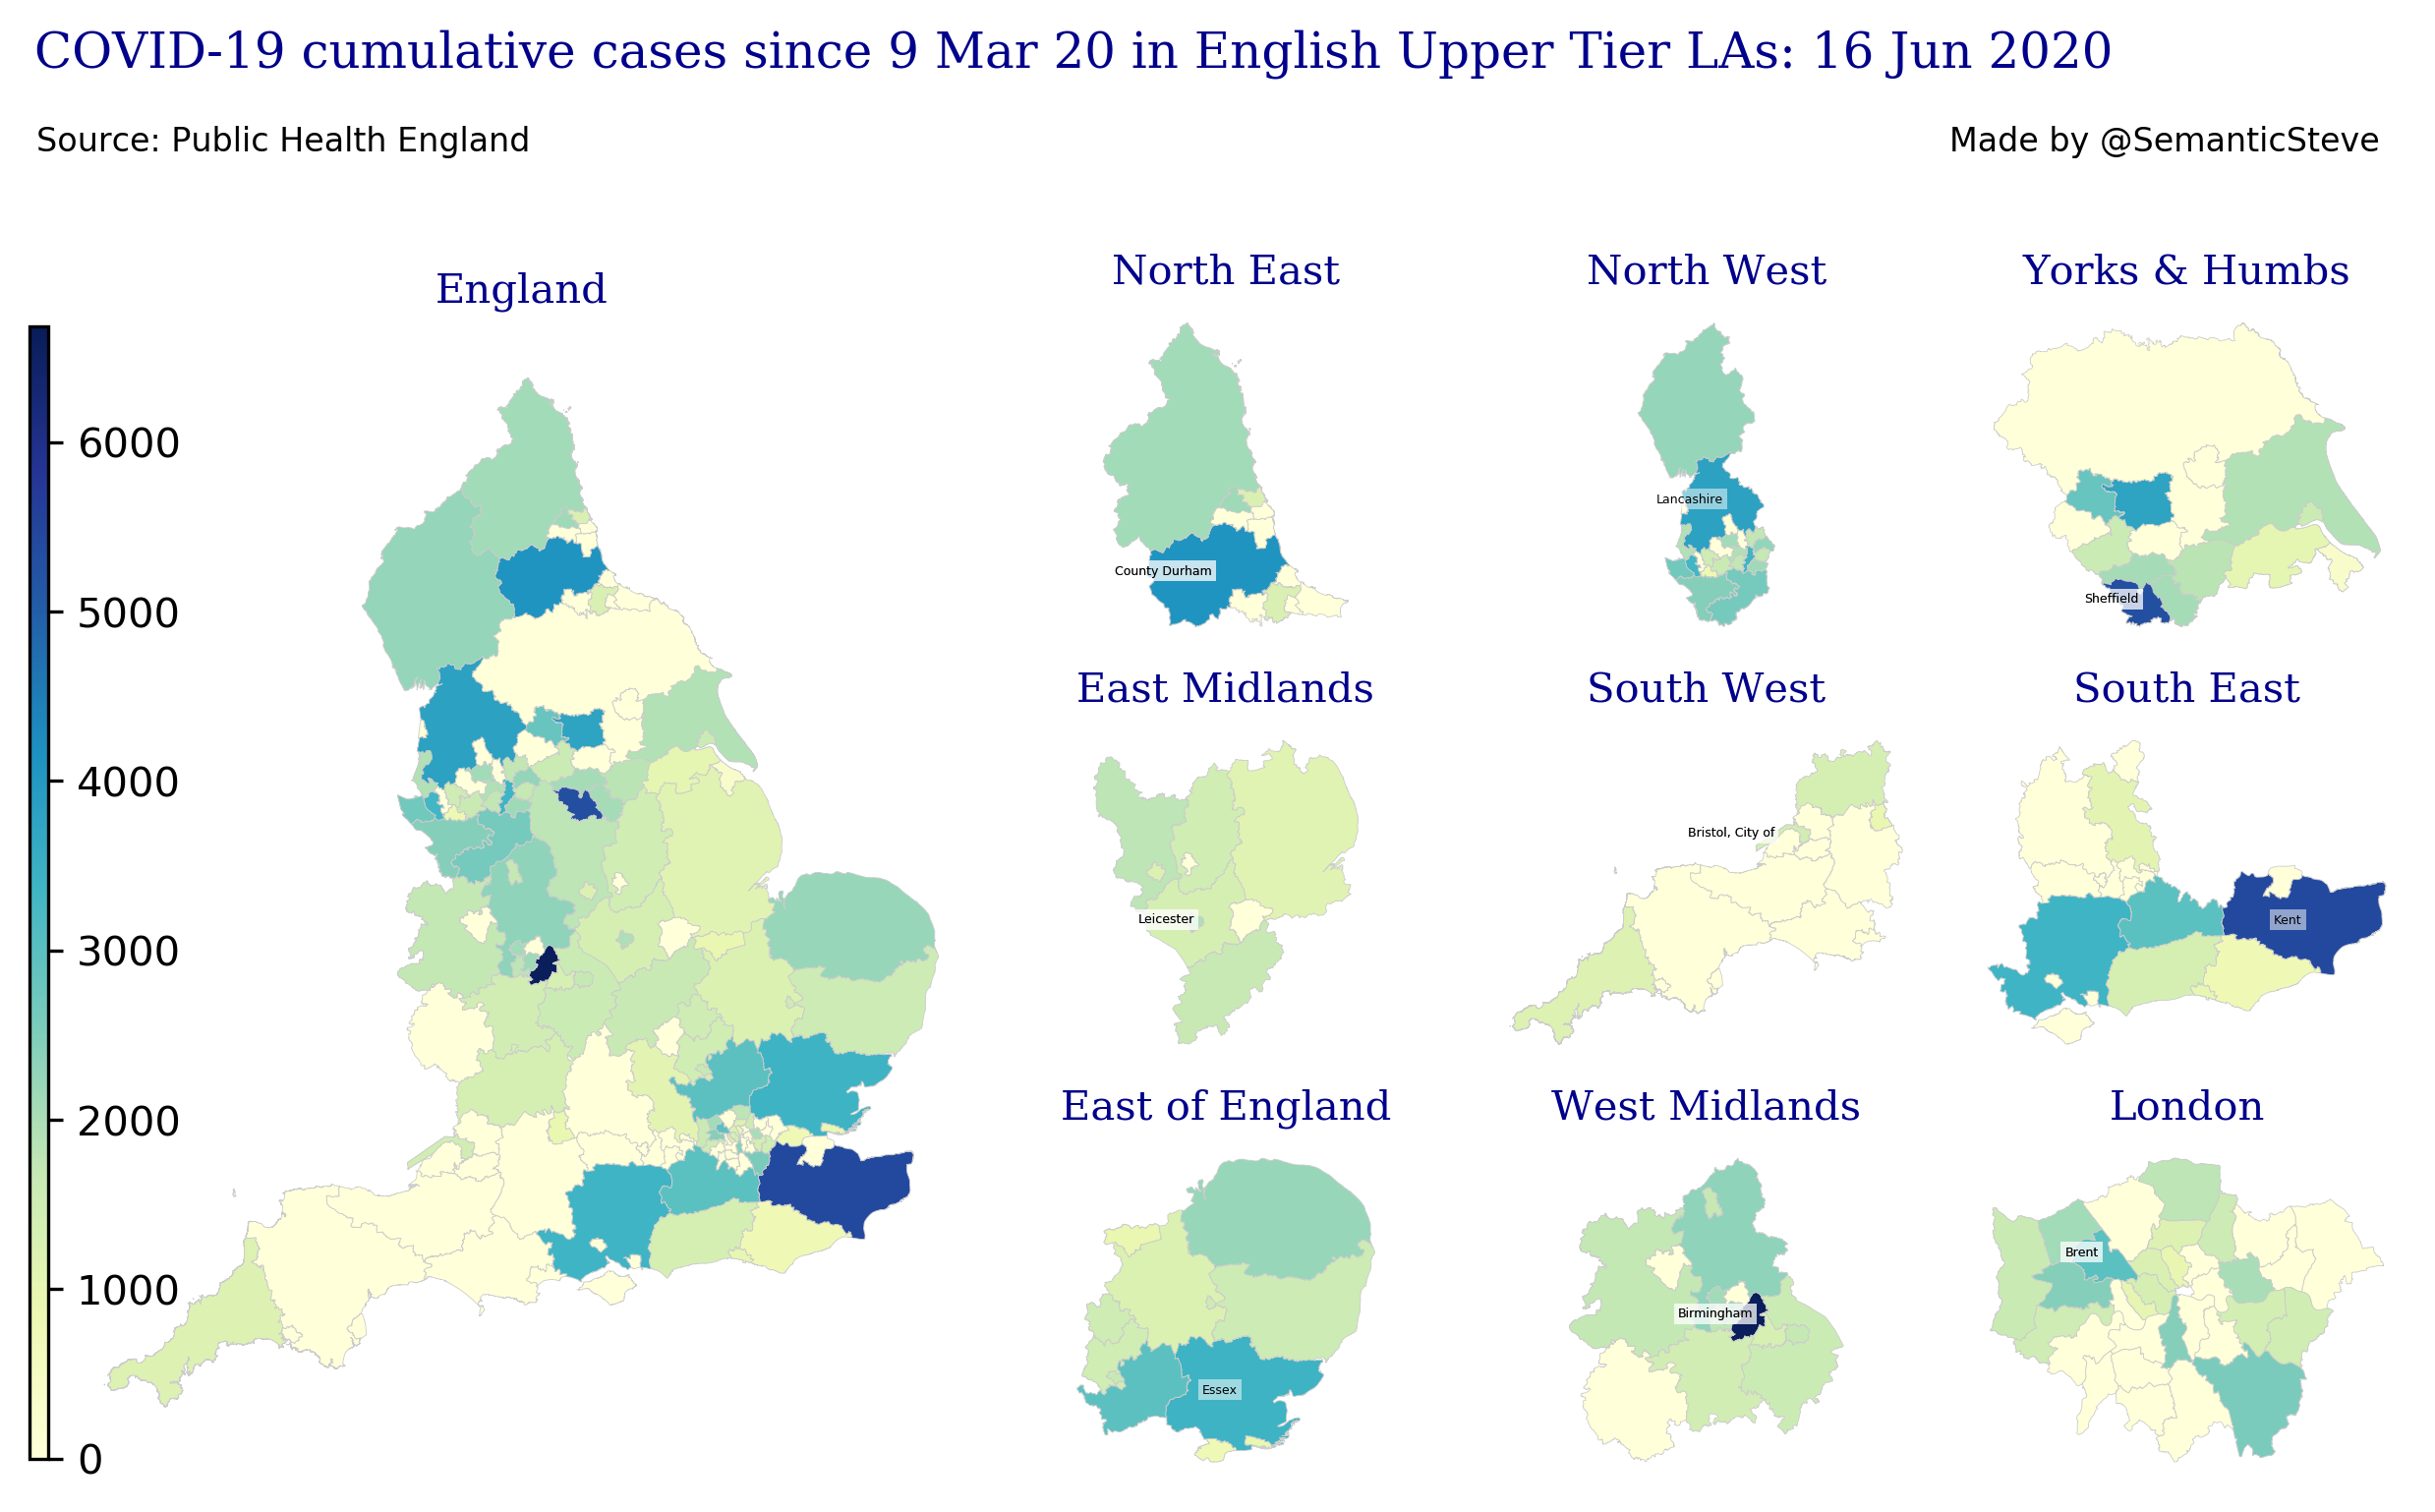 COVID-19 cumulative cases since 9 Mar 20 in English Upper Tier LAs: 16 Jun 2020
Source: Public Health England
Made by @SemanticSteve
England
North East
North West
Yorks & Humbs
6000
5000
4000
3000
2000
1000
0
County Durham
Lancashire
Sheffield
East Midlands
South West
South East
Leicester
Bristol, City of
Kent
East of England
West Midlands
London
Essex
Birmingham
Brent